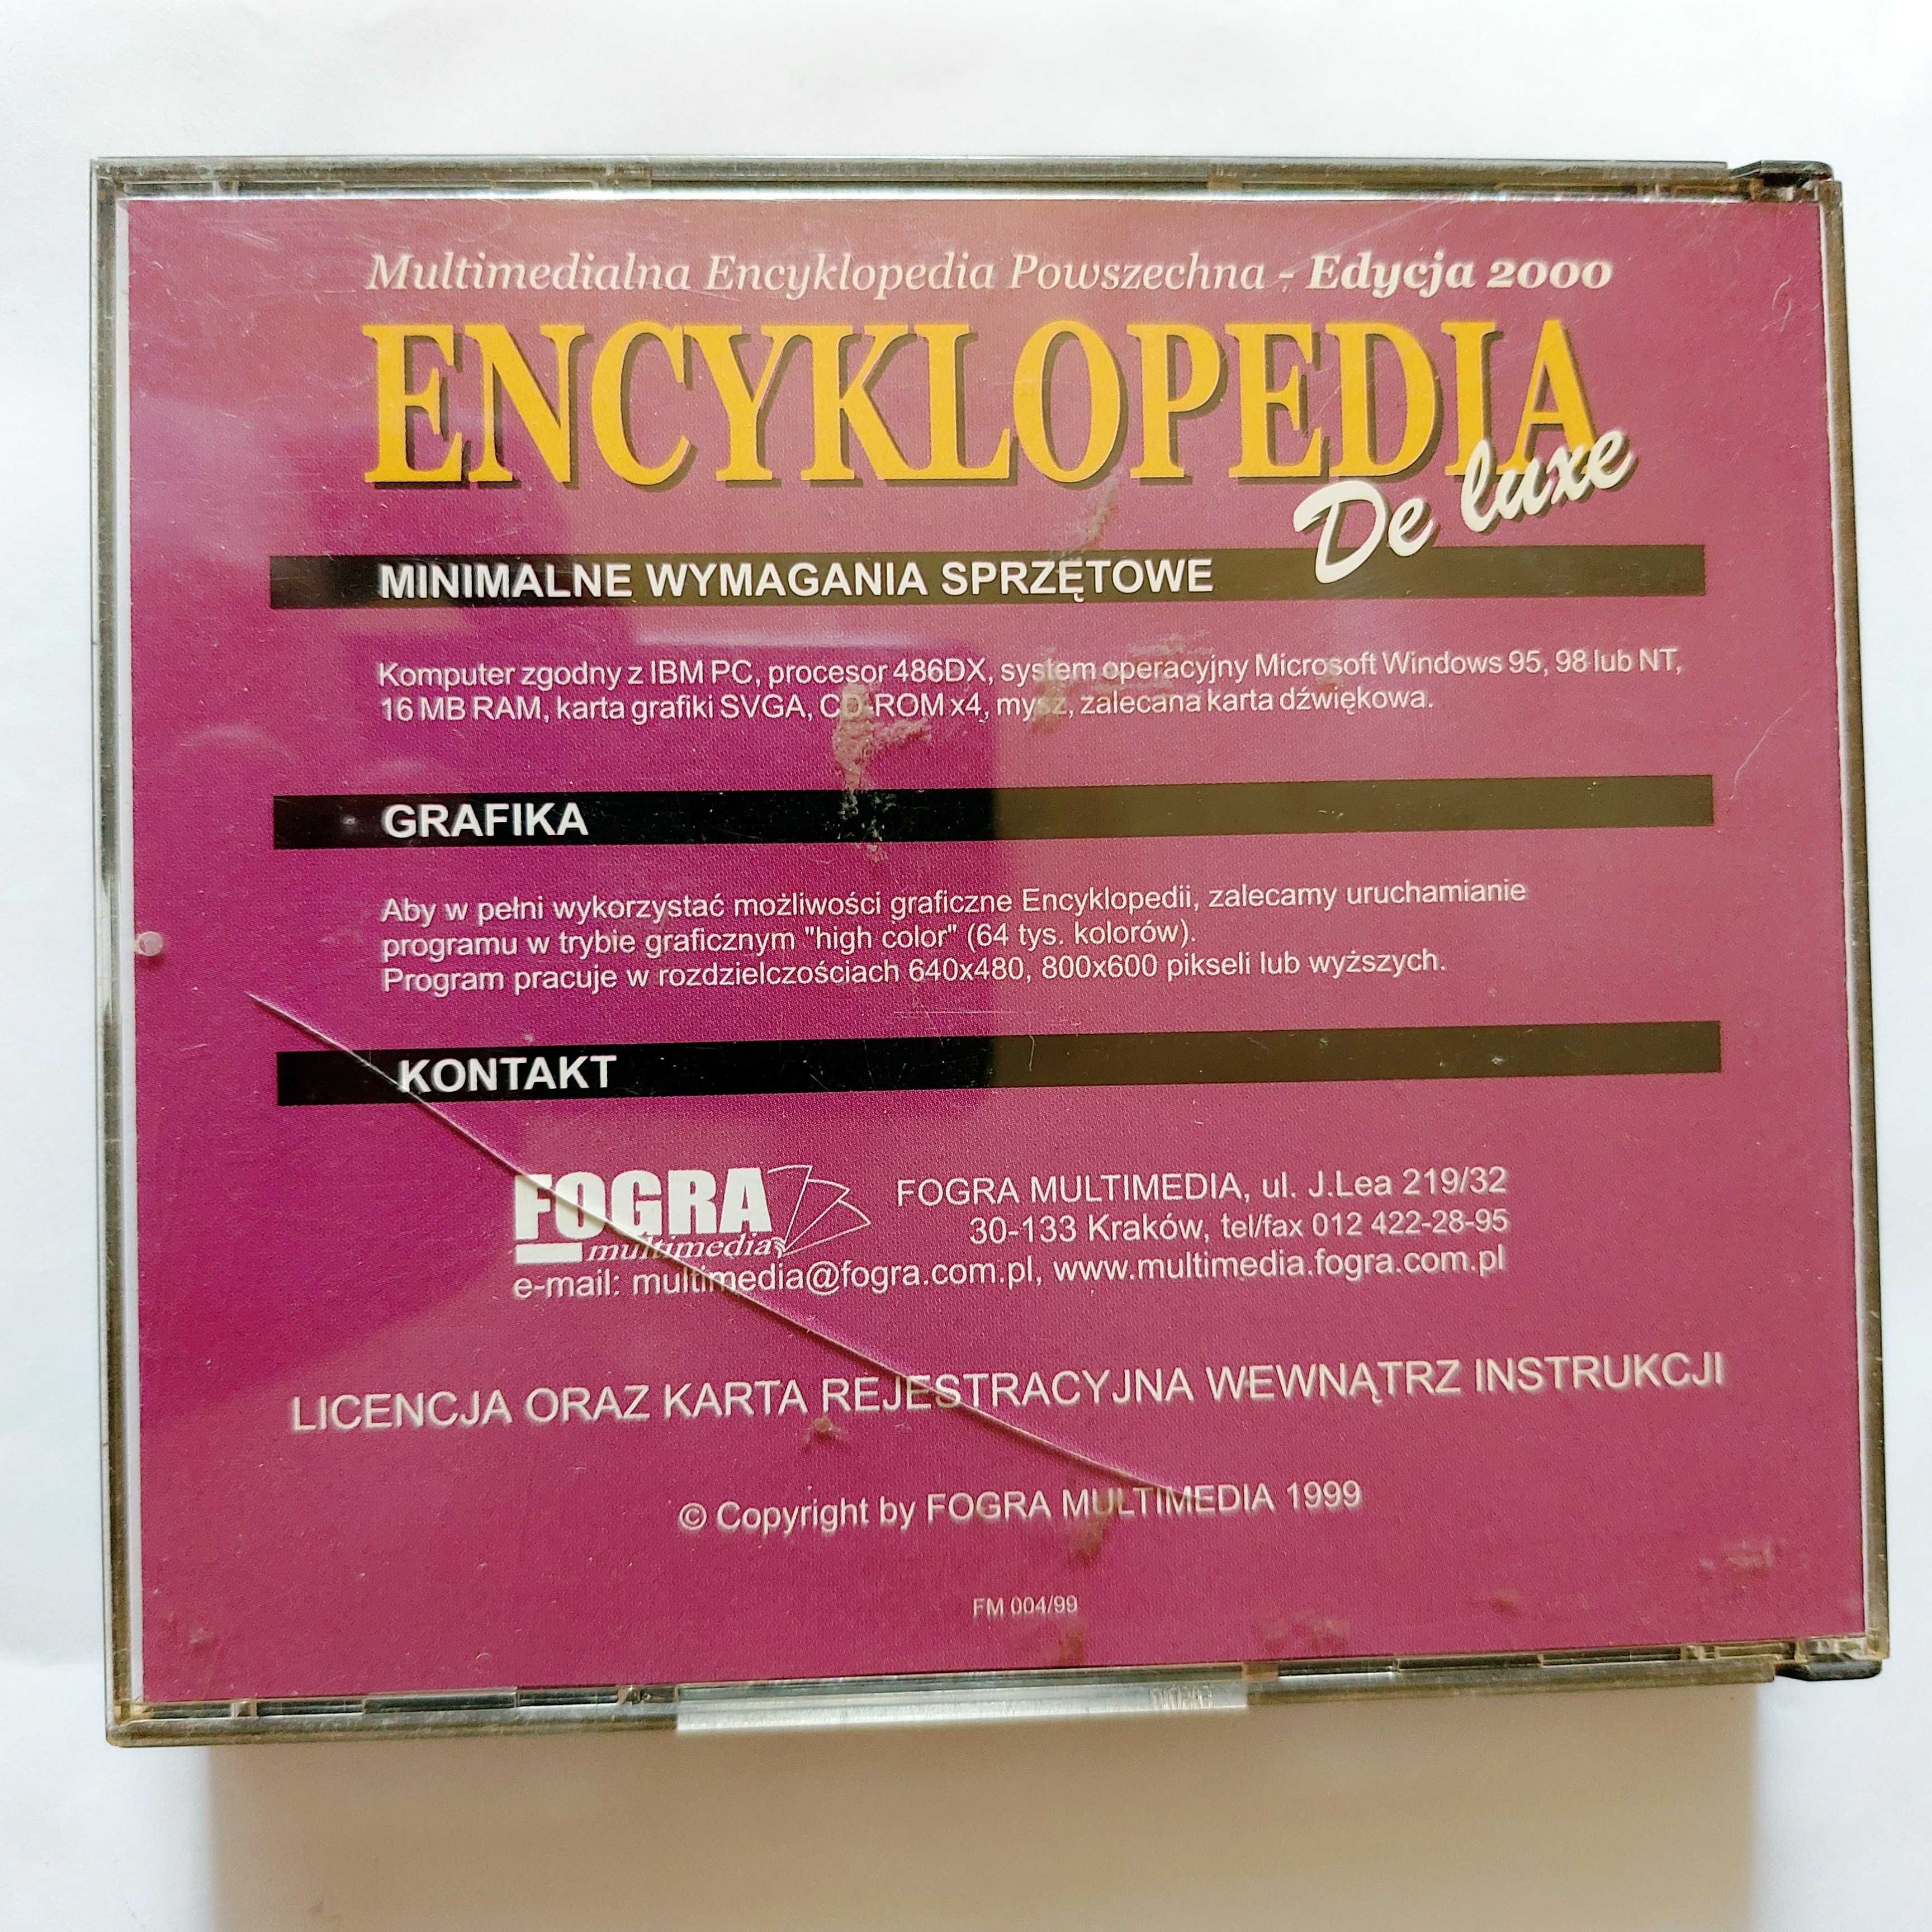 Multimedialna Encyklopedia Powszechna - Edycja 2000
ENCYKLOPEDIA
De luxe
MINIMALNE WYMAGANIA SPRZĘTOWE
Komputer zgodny z IBM PC, procesor 486DX, system operacyjny Microsoft Windows 95, 98 lub NT,
16 MB RAM, karta grafiki SVGA, CD-ROM x4, mysz, zalecana karta dźwiękowa.
GRAFIKA
Aby w pełni wykorzystać możliwości graficzne Encyklopedii, zalecamy uruchamianie
programu w trybie graficznym "high color" (64 tys. kolorów).
Program pracuje w rozdzielczościach 640x480, 800x600 pikseli lub wyższych.
KONTAKT
FOGRA
multimedia
FOGRA MULTIMEDIA, ul. J.Lea 219/32
30-133 Kraków, tel/fax 012 422-28-95
e-mail: multimedia@fogra.com.pl, www.multimedia.fogra.com.pl
LICENCJA ORAZ KARTA REJESTRACYJNA WEWNĄTRZ INSTRUKCJI
© Copyright by FOGRA MULTIMEDIA 1999
FM 004/99